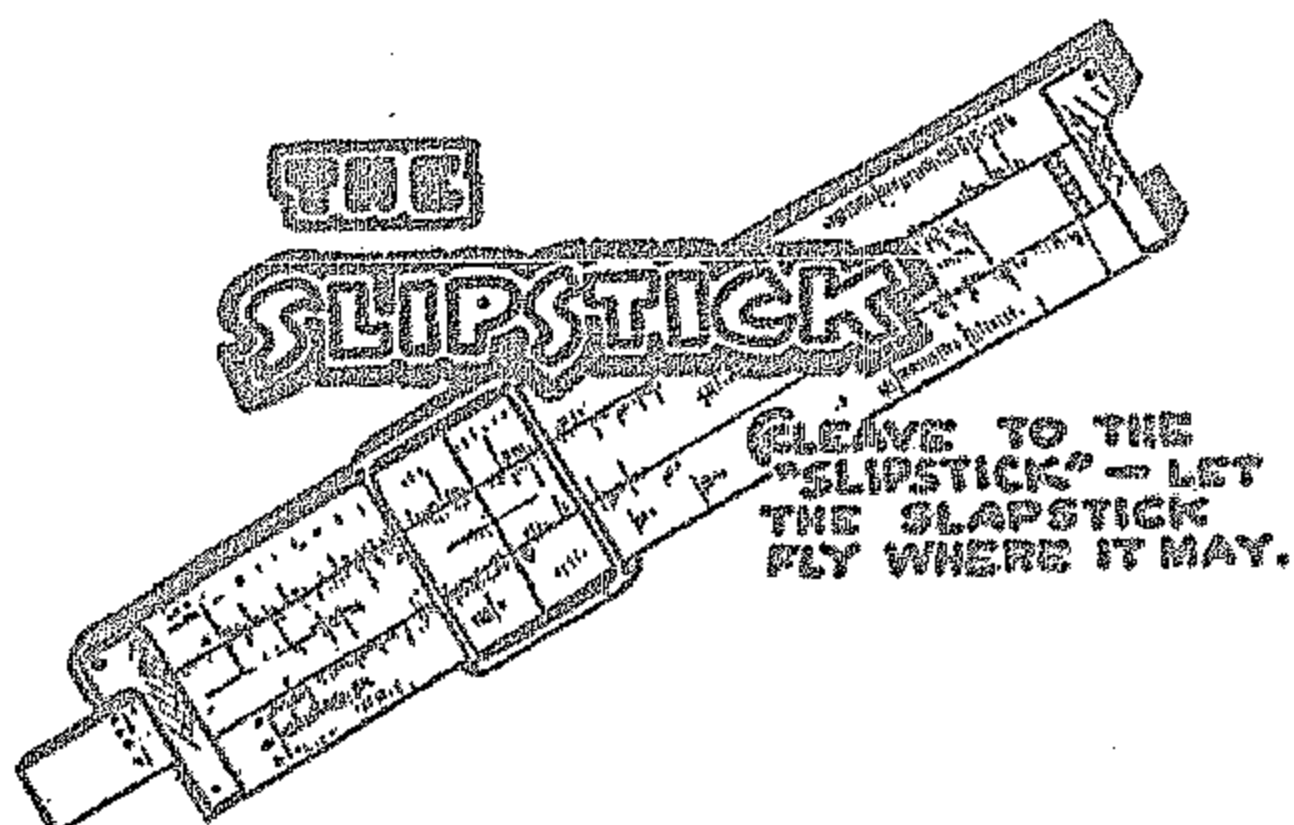 THE
SLIPSTICK
CLEAVE TO THE
"SLIPSTICK" – LET
THE SLAPSTICK
FLY WHERE IT MAY.